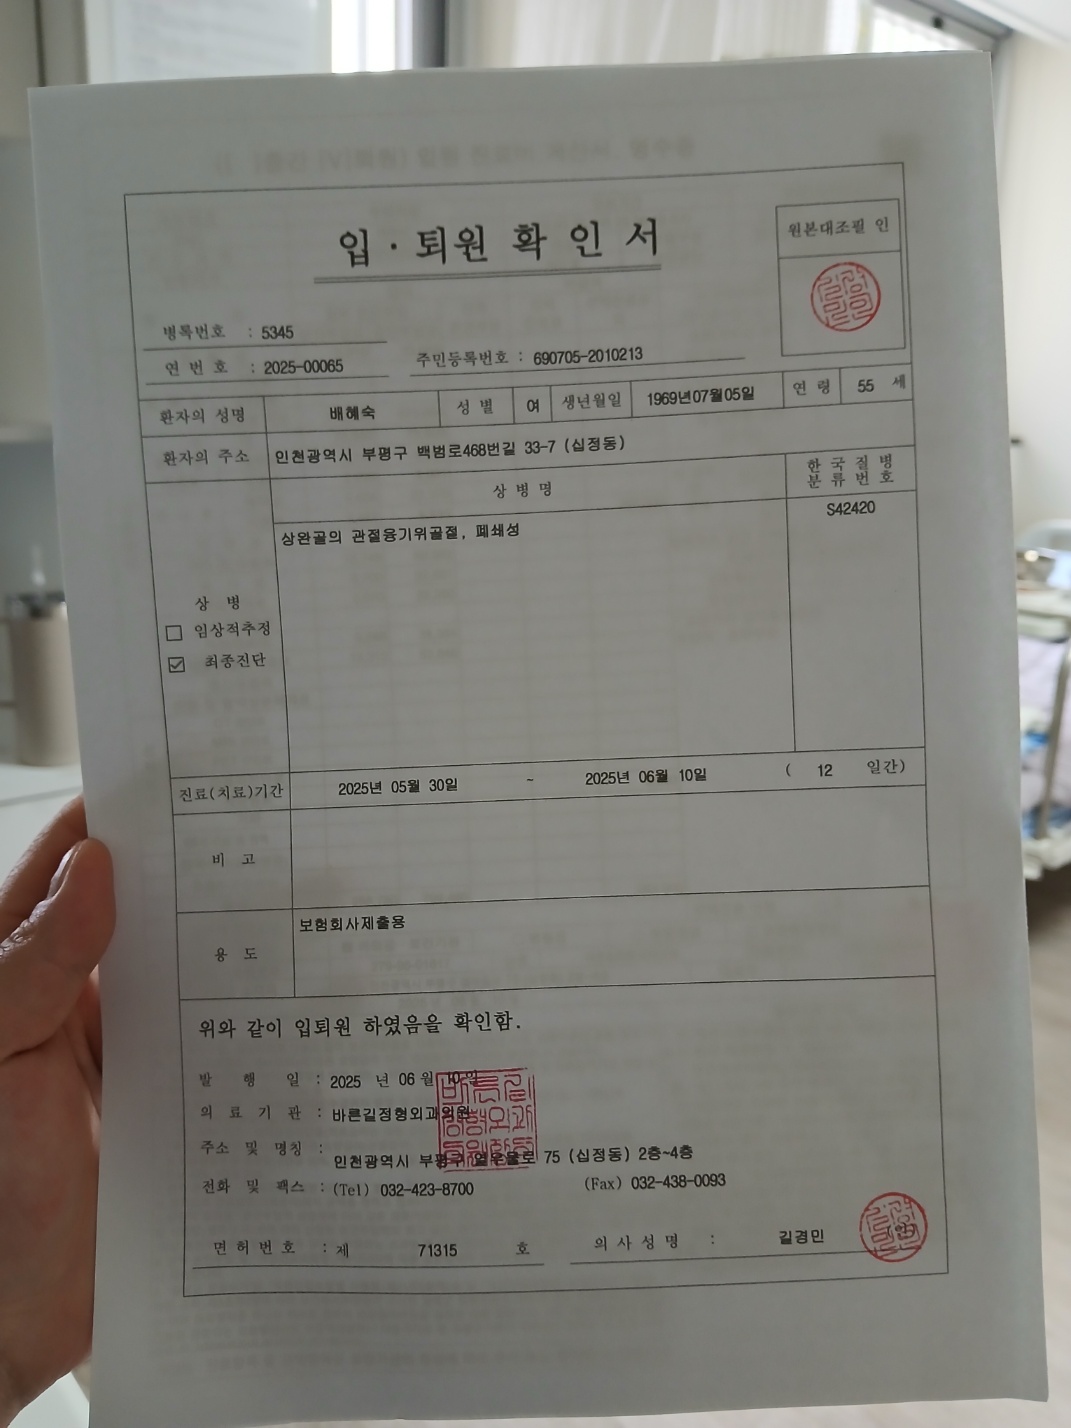 입·퇴원 확인서
원본대조필 인
병록번호 : 5345
연번호 : 2025-00065 주민등록번호 : 690705-2010213
환자의 성명 배혜숙 성별 여 생년월일 1969년07월05일 연령 55 세
환자의 주소 인천광역시 부평구 백범로468번길 33-7 (십정동)
상병명 한국질병
분류번호
상완골의 관절융기위골절, 폐쇄성 S42420
상 병
☐ 임상적추정
☑ 최종진단
진료(치료)기간 2025년 05월 30일 ~ 2025년 06월 10일 ( 12 일간)
비 고
용 도 보험회사제출용
위와 같이 입퇴원 하였음을 확인함.
발 행 일 : 2025 년 06 월 10 일
의 료 기 관 : 바른길정형외과의원
주소 및 명칭 :
인천광역시 부평구 열우물로 75 (십정동) 2층~4층
전화 및 팩스 : (Tel) 032-423-8700 (Fax) 032-438-0093
면허번호 : 제 71315 호 의사성명 : 길경민 (인)